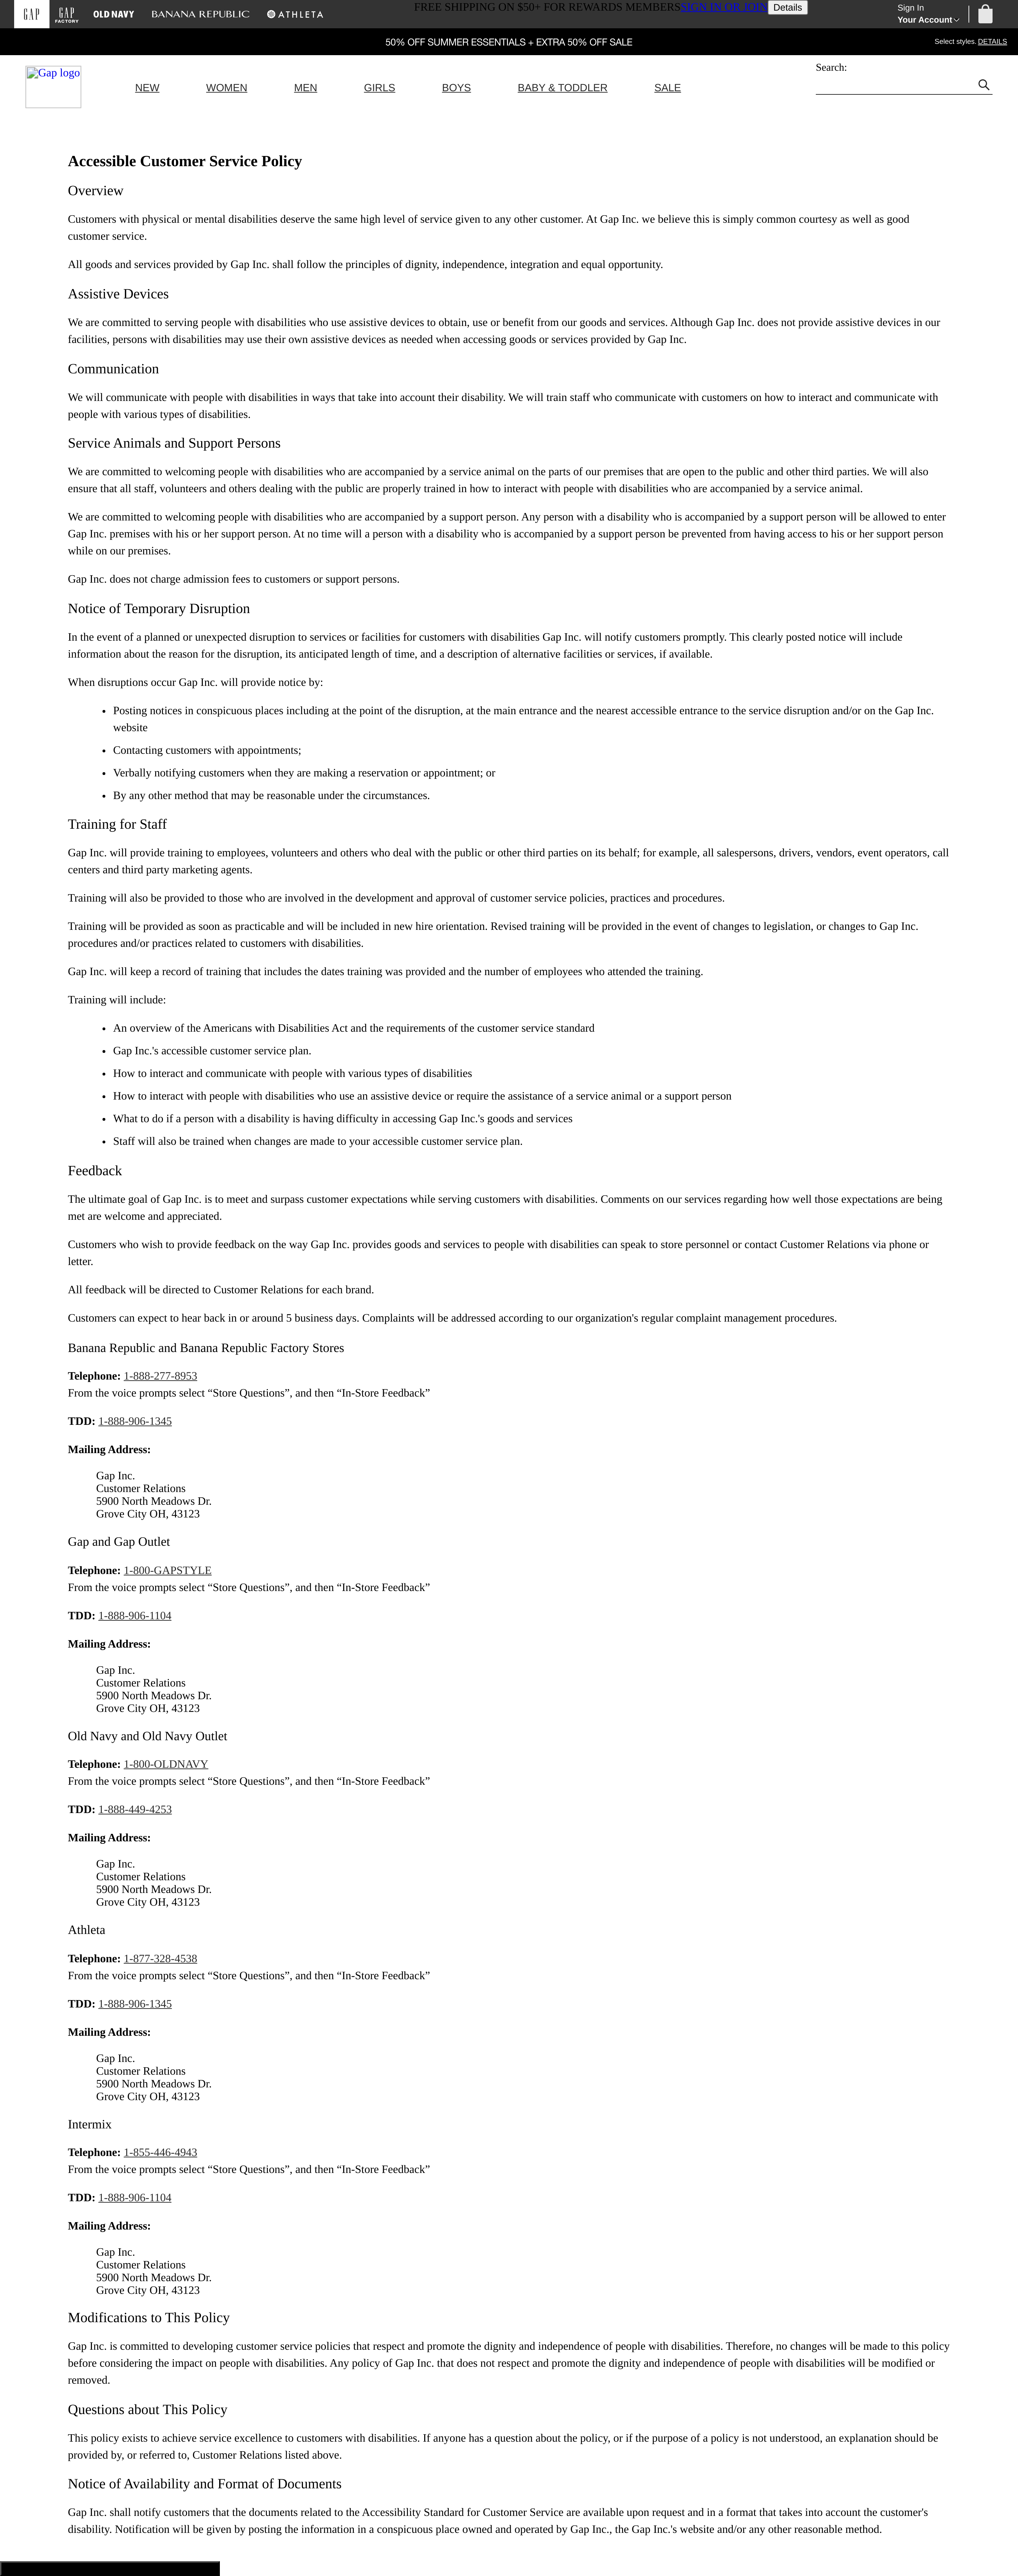 GAP
GAP
FACTORY
OLD NAVY
BANANA REPUBLIC
ATHLETA
FREE SHIPPING ON $50+ FOR REWARDS MEMBERSSIGN IN OR JOIN Details
Sign In
Your Account
50% OFF SUMMER ESSENTIALS + EXTRA 50% OFF SALE
Select styles. DETAILS
Gap logo
NEW WOMEN MEN GIRLS BOYS BABY & TODDLER SALE
Search:
Accessible Customer Service Policy
Overview
Customers with physical or mental disabilities deserve the same high level of service given to any other customer. At Gap Inc. we believe this is simply common courtesy as well as good
customer service.
All goods and services provided by Gap Inc. shall follow the principles of dignity, independence, integration and equal opportunity.
Assistive Devices
We are committed to serving people with disabilities who use assistive devices to obtain, use or benefit from our goods and services. Although Gap Inc. does not provide assistive devices in our
facilities, persons with disabilities may use their own assistive devices as needed when accessing goods or services provided by Gap Inc.
Communication
We will communicate with people with disabilities in ways that take into account their disability. We will train staff who communicate with customers on how to interact and communicate with
people with various types of disabilities.
Service Animals and Support Persons
We are committed to welcoming people with disabilities who are accompanied by a service animal on the parts of our premises that are open to the public and other third parties. We will also
ensure that all staff, volunteers and others dealing with the public are properly trained in how to interact with people with disabilities who are accompanied by a service animal.
We are committed to welcoming people with disabilities who are accompanied by a support person. Any person with a disability who is accompanied by a support person will be allowed to enter
Gap Inc. premises with his or her support person. At no time will a person with a disability who is accompanied by a support person be prevented from having access to his or her support person
while on our premises.
Gap Inc. does not charge admission fees to customers or support persons.
Notice of Temporary Disruption
In the event of a planned or unexpected disruption to services or facilities for customers with disabilities Gap Inc. will notify customers promptly. This clearly posted notice will include
information about the reason for the disruption, its anticipated length of time, and a description of alternative facilities or services, if available.
When disruptions occur Gap Inc. will provide notice by:
• Posting notices in conspicuous places including at the point of the disruption, at the main entrance and the nearest accessible entrance to the service disruption and/or on the Gap Inc.
website
• Contacting customers with appointments;
• Verbally notifying customers when they are making a reservation or appointment; or
• By any other method that may be reasonable under the circumstances.
Training for Staff
Gap Inc. will provide training to employees, volunteers and others who deal with the public or other third parties on its behalf; for example, all salespersons, drivers, vendors, event operators, call
centers and third party marketing agents.
Training will also be provided to those who are involved in the development and approval of customer service policies, practices and procedures.
Training will be provided as soon as practicable and will be included in new hire orientation. Revised training will be provided in the event of changes to legislation, or changes to Gap Inc.
procedures and/or practices related to customers with disabilities.
Gap Inc. will keep a record of training that includes the dates training was provided and the number of employees who attended the training.
Training will include:
• An overview of the Americans with Disabilities Act and the requirements of the customer service standard
• Gap Inc.'s accessible customer service plan.
• How to interact and communicate with people with various types of disabilities
• How to interact with people with disabilities who use an assistive device or require the assistance of a service animal or a support person
• What to do if a person with a disability is having difficulty in accessing Gap Inc.'s goods and services
• Staff will also be trained when changes are made to your accessible customer service plan.
Feedback
The ultimate goal of Gap Inc. is to meet and surpass customer expectations while serving customers with disabilities. Comments on our services regarding how well those expectations are being
met are welcome and appreciated.
Customers who wish to provide feedback on the way Gap Inc. provides goods and services to people with disabilities can speak to store personnel or contact Customer Relations via phone or
letter.
All feedback will be directed to Customer Relations for each brand.
Customers can expect to hear back in or around 5 business days. Complaints will be addressed according to our organization's regular complaint management procedures.
Banana Republic and Banana Republic Factory Stores
Telephone: 1-888-277-8953
From the voice prompts select “Store Questions”, and then “In-Store Feedback”
TDD: 1-888-906-1345
Mailing Address:
Gap Inc.
Customer Relations
5900 North Meadows Dr.
Grove City OH, 43123
Gap and Gap Outlet
Telephone: 1-800-GAPSTYLE
From the voice prompts select “Store Questions”, and then “In-Store Feedback”
TDD: 1-888-906-1104
Mailing Address:
Gap Inc.
Customer Relations
5900 North Meadows Dr.
Grove City OH, 43123
Old Navy and Old Navy Outlet
Telephone: 1-800-OLDNAVY
From the voice prompts select “Store Questions”, and then “In-Store Feedback”
TDD: 1-888-449-4253
Mailing Address:
Gap Inc.
Customer Relations
5900 North Meadows Dr.
Grove City OH, 43123
Athleta
Telephone: 1-877-328-4538
From the voice prompts select “Store Questions”, and then “In-Store Feedback”
TDD: 1-888-906-1345
Mailing Address:
Gap Inc.
Customer Relations
5900 North Meadows Dr.
Grove City OH, 43123
Intermix
Telephone: 1-855-446-4943
From the voice prompts select “Store Questions”, and then “In-Store Feedback”
TDD: 1-888-906-1104
Mailing Address:
Gap Inc.
Customer Relations
5900 North Meadows Dr.
Grove City OH, 43123
Modifications to This Policy
Gap Inc. is committed to developing customer service policies that respect and promote the dignity and independence of people with disabilities. Therefore, no changes will be made to this policy
before considering the impact on people with disabilities. Any policy of Gap Inc. that does not respect and promote the dignity and independence of people with disabilities will be modified or
removed.
Questions about This Policy
This policy exists to achieve service excellence to customers with disabilities. If anyone has a question about the policy, or if the purpose of a policy is not understood, an explanation should be
provided by, or referred to, Customer Relations listed above.
Notice of Availability and Format of Documents
Gap Inc. shall notify customers that the documents related to the Accessibility Standard for Customer Service are available upon request and in a format that takes into account the customer's
disability. Notification will be given by posting the information in a conspicuous place owned and operated by Gap Inc., the Gap Inc.'s website and/or any other reasonable method.